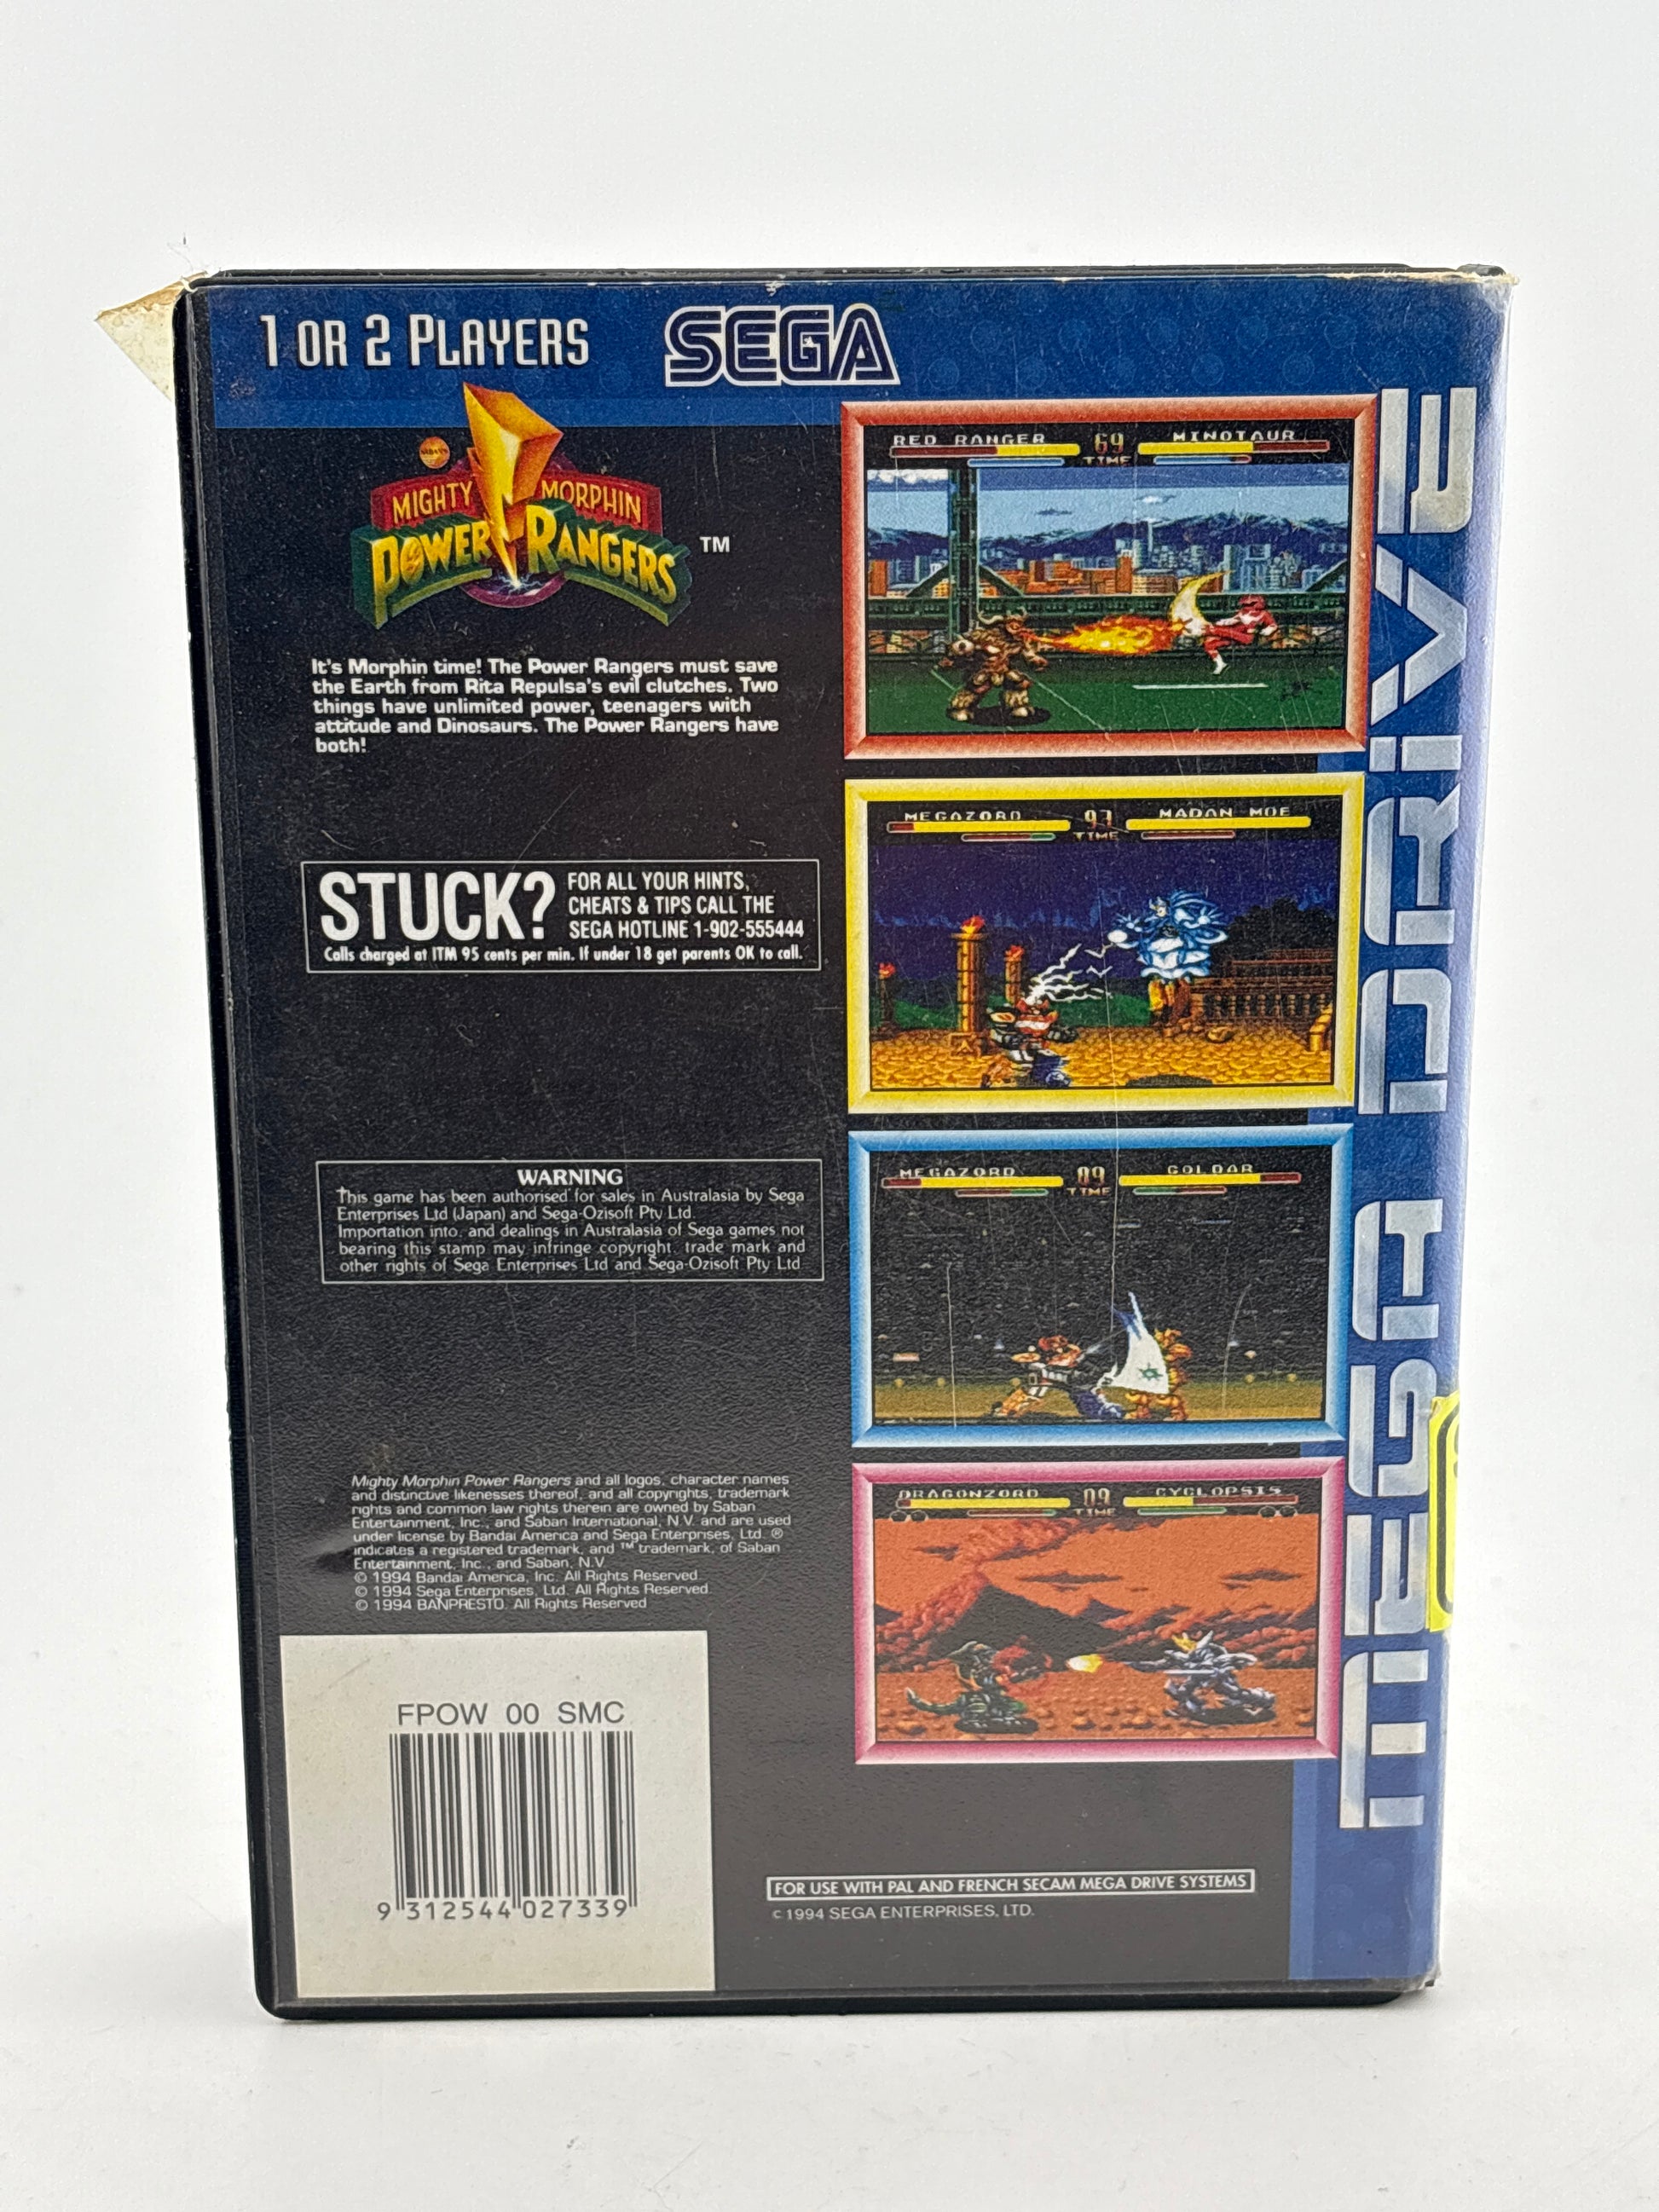 1 OR 2 PLAYERS
SEGA
SABAN'S
MIGHTY MORPHIN
POWER RANGERS
TM
It's Morphin time! The Power Rangers must save
the Earth from Rita Repulsa's evil clutches. Two
things have unlimited power, teenagers with
attitude and Dinosaurs. The Power Rangers have
both!
STUCK?
FOR ALL YOUR HINTS,
CHEATS & TIPS CALL THE
SEGA HOTLINE 1-902-555444
Calls charged at ITM 95 cents per min. If under 18 get parents OK to call.
WARNING
This game has been authorised for sales in Australasia by Sega
Enterprises Ltd (Japan) and Sega-Ozisoft Pty Ltd.
Importation into, and dealings in Australasia of Sega games not
bearing this stamp may infringe copyright, trade mark and
other rights of Sega Enterprises Ltd and Sega-Ozisoft Pty Ltd
Mighty Morphin Power Rangers and all logos, character names
and distinctive likenesses thereof, and all copyrights, trademark
rights and common law rights therein are owned by Saban
Entertainment, Inc., and Saban International, N.V. and are used
under license by Bandai America and Sega Enterprises, Ltd. ®
indicates a registered trademark, and ™ trademark, of Saban
Entertainment, Inc., and Saban, N.V.
© 1994 Bandai America, Inc. All Rights Reserved.
© 1994 Sega Enterprises, Ltd. All Rights Reserved.
© 1994 BANPRESTO. All Rights Reserved
FPOW 00 SMC
9 312544 027339
RED RANGER 69 MINOTAUR
TIME
MEGAZORD 97 MADAN MOE
TIME
MEGAZORD 89 GOLDAR
TIME
DRAGONZORD 09 CYCLOPSIS
TIME
FOR USE WITH PAL AND FRENCH SECAM MEGA DRIVE SYSTEMS
© 1994 SEGA ENTERPRISES, LTD.
MEGA DRIVE